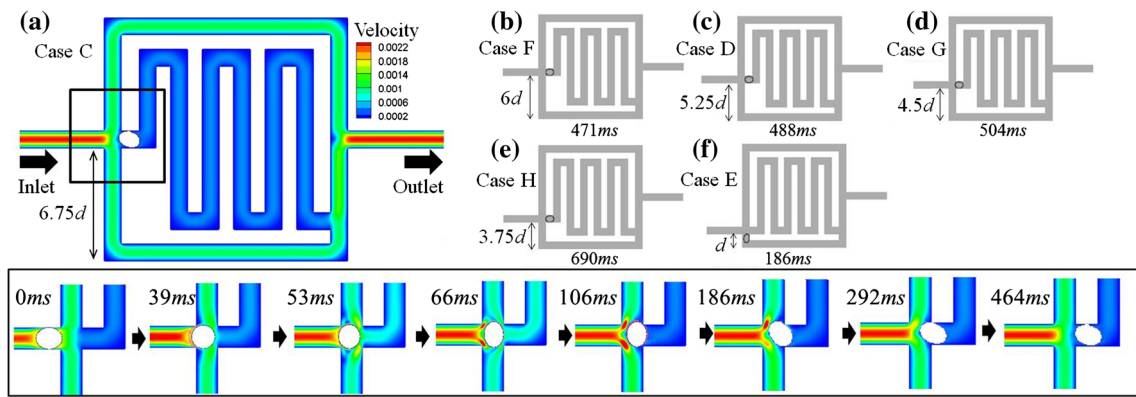 (a)
Case C
Velocity
0.0022
0.0018
0.0014
0.0006
0.0002
Inlet
Outlet
6.75d
(b)
Case F
6d
471ms
(c)
Case D
5.25d
488ms
(d)
Case G
4.5d
504ms
(e)
Case H
3.75d
690ms
(f)
Case E
d
186ms
0ms
39ms
53ms
66ms
106ms
186ms
292ms
464ms